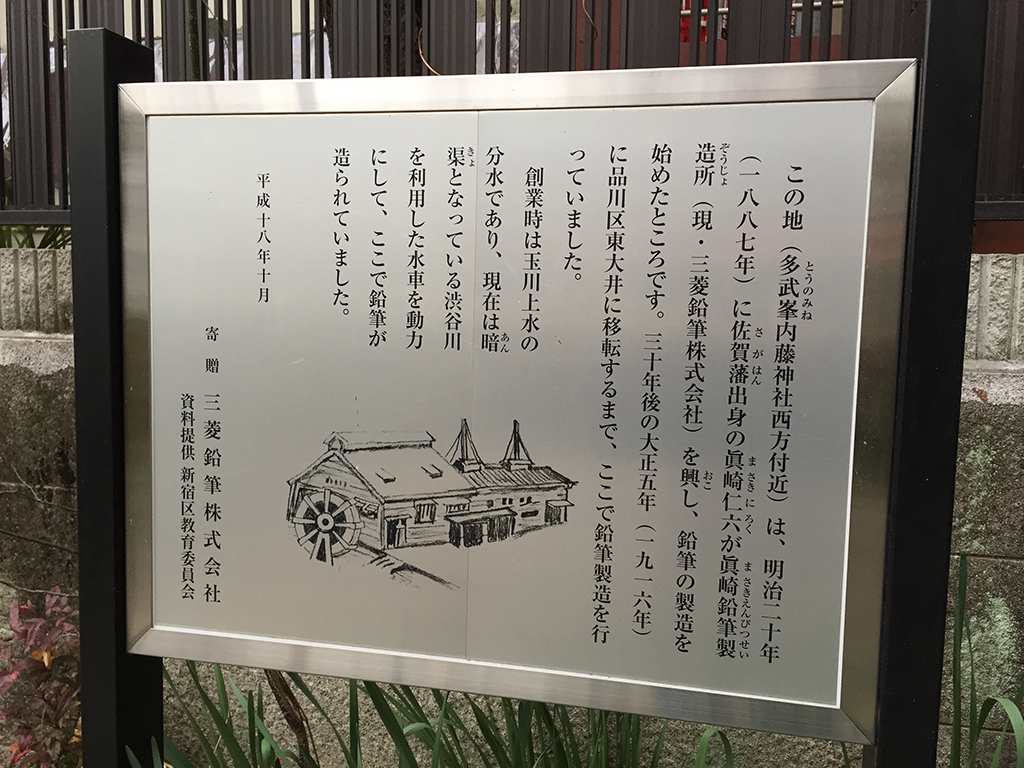 この地（多武峯内藤神社西方付近）は、明治二十年
（一八八七年）に佐賀藩出身の眞崎仁六が眞崎鉛筆製
造所（現・三菱鉛筆株式会社）を興し、鉛筆の製造を
始めたところです。三十年後の大正五年（一九一六年）
に品川区東大井に移転するまで、ここで鉛筆製造を行
っていました。
創業時は玉川上水の
分水であり、現在は暗
渠となっている渋谷川
を利用した水車を動力
にして、ここで鉛筆が
造られていました。
平成十八年十月
寄贈 三菱鉛筆株式会社
資料提供 新宿区教育委員会